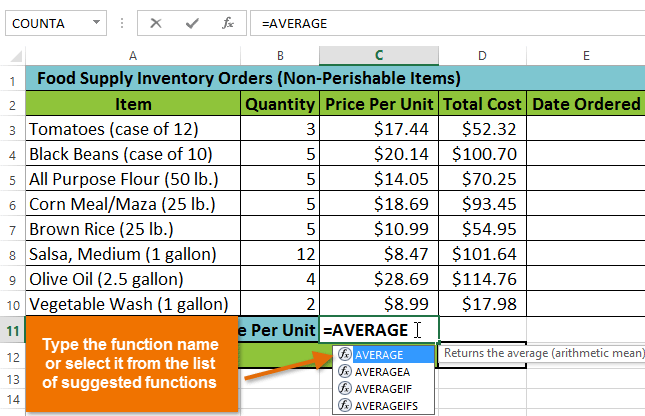 COUNTA =AVERAGE
A B C D E
1 Food Supply Inventory Orders (Non-Perishable Items)
2 Item Quantity Price Per Unit Total Cost Date Ordered
3 Tomatoes (case of 12) 3 $17.44 $52.32
4 Black Beans (case of 10) 5 $20.14 $100.70
5 All Purpose Flour (50 lb.) 5 $14.05 $70.25
6 Corn Meal/Maza (25 lb.) 5 $18.69 $93.45
7 Brown Rice (25 lb.) 5 $10.99 $54.95
8 Salsa, Medium (1 gallon) 12 $8.47 $101.64
9 Olive Oil (2.5 gallon) 4 $28.69 $114.76
10 Vegetable Wash (1 gallon) 2 $8.99 $17.98
11 e Per Unit =AVERAGE
12
13
14
Type the function name
or select it from the list
of suggested functions
fx AVERAGE Returns the average (arithmetic mean)
fx AVERAGEA
fx AVERAGEIF
fx AVERAGEIFS